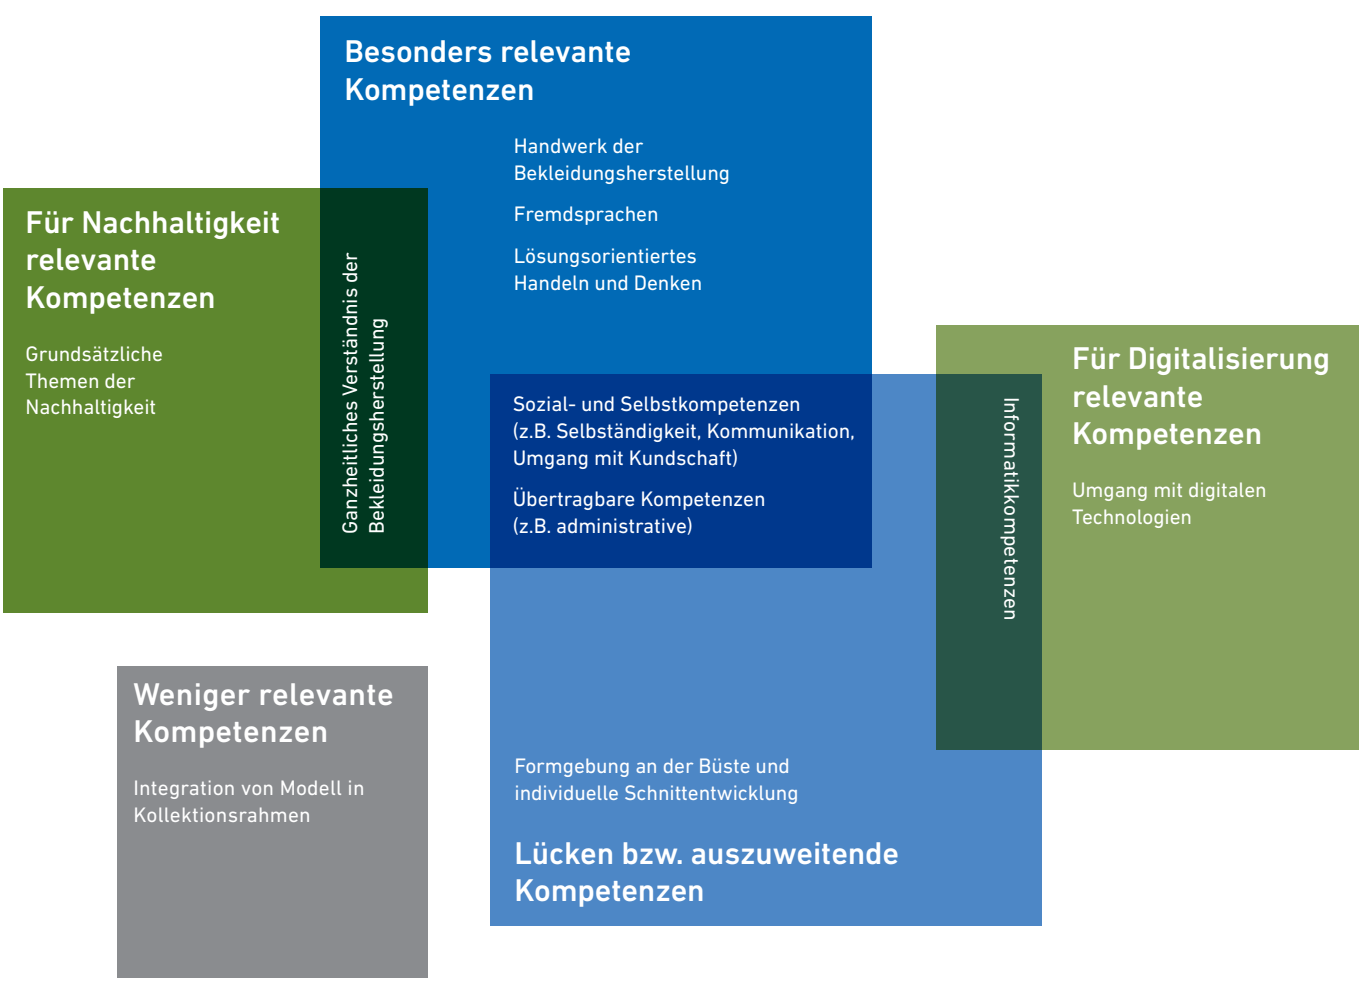 Besonders relevante
Kompetenzen
Handwerk der
Bekleidungsherstellung
Fremdsprachen
Lösungsorientiertes
Handeln und Denken
Für Nachhaltigkeit
relevante
Kompetenzen
Grundsätzliche
Themen der
Nachhaltigkeit
Ganzheitliches Verständnis der
Bekleidungsherstellung
Sozial- und Selbstkompetenzen
(z.B. Selbständigkeit, Kommunikation,
Umgang mit Kundschaft)
Übertragbare Kompetenzen
(z.B. administrative)
Informatikkompetenzen
Für Digitalisierung
relevante
Kompetenzen
Umgang mit digitalen
Technologien
Weniger relevante
Kompetenzen
Integration von Modell in
Kollektionsrahmen
Formgebung an der Büste und
individuelle Schnittentwicklung
Lücken bzw. auszuweitende
Kompetenzen